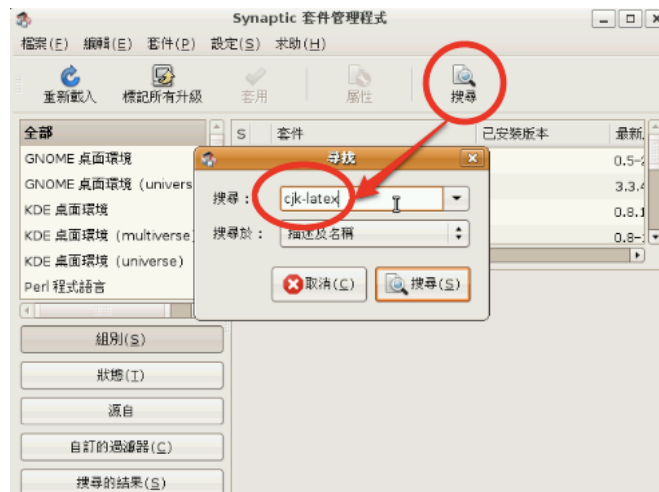 Synaptic 套件管理程式
檔案(F) 編輯(E) 套件(P) 設定(S) 求助(H)
重新載入 標記所有升級 套用 屬性 搜尋
全部
S 套件 已安裝版本 最新
GNOME 桌面環境
0.5-2
GNOME 桌面環境 (univers
3.3.4
KDE 桌面環境
0.8.1
KDE 桌面環境 (multiverse
0.8-
KDE 桌面環境 (universe)
Perl 程式語言
尋找
搜尋：
cjk-latex
搜尋於：
描述及名稱
取消(C) 搜尋(S)
組別(S)
狀態(T)
源自
自訂的過濾器(C)
搜尋的結果(S)